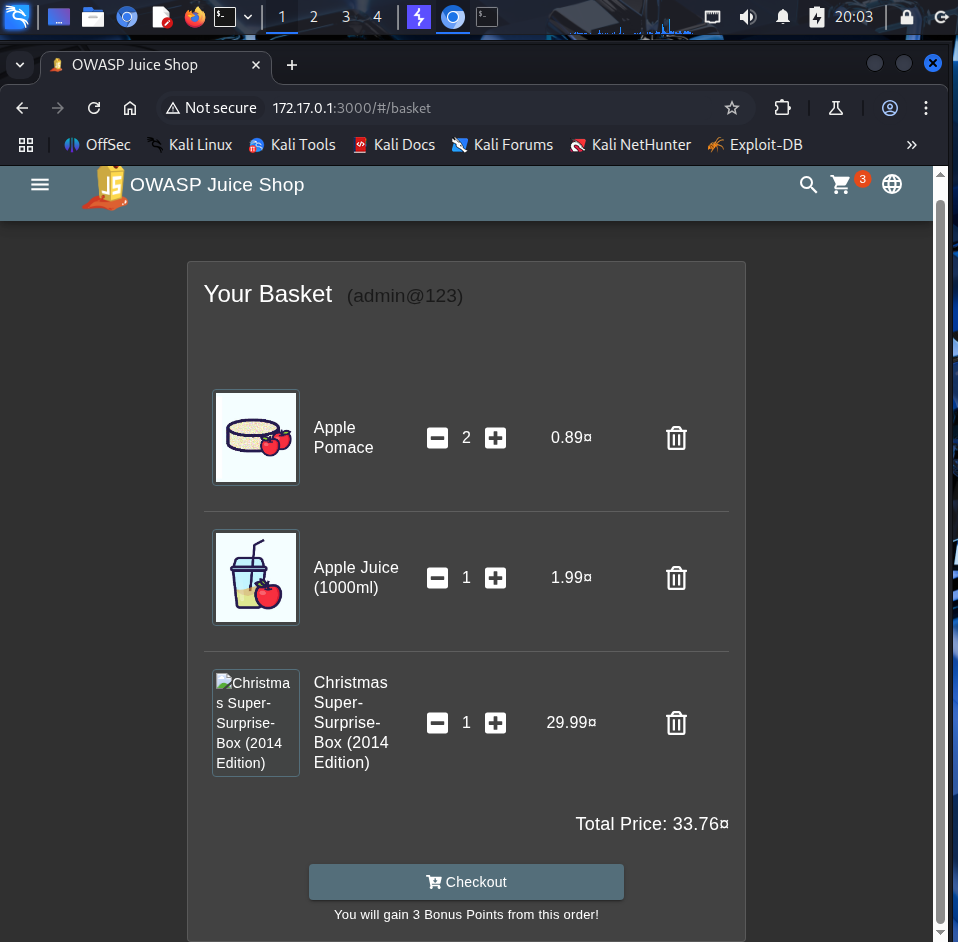 1 2 3 4 20:03
OWASP Juice Shop
Not secure 172.17.0.1:3000/#/basket
OffSec Kali Linux Kali Tools Kali Docs Kali Forums Kali NetHunter Exploit-DB »
OWASP Juice Shop 3
Your Basket (admin@123)
Apple
Pomace
2 0.89¤
Apple Juice
(1000ml)
1 1.99¤
Christma
s Super-
Surprise-
Box (2014
Edition)
Christmas
Super-
Surprise-
Box (2014
Edition)
1 29.99¤
Total Price: 33.76¤
Checkout
You will gain 3 Bonus Points from this order!